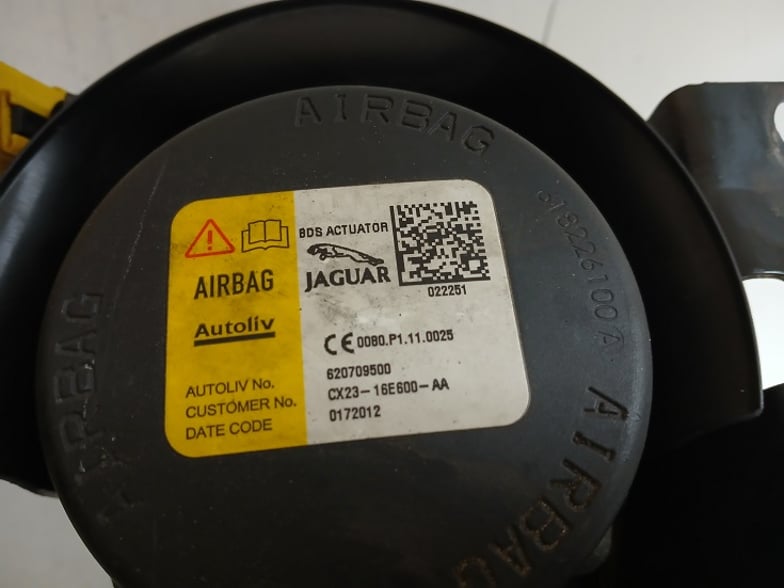 AIRBAG
618226100A
BDS ACTUATOR
JAGUAR
022251
AIRBAG
Autoliv
CE 0080.P1.11.0025
AUTOLIV No. 620709500
CUSTOMER No. CX23-16E600-AA
DATE CODE 0172012
AIRBAG
AIRBAG